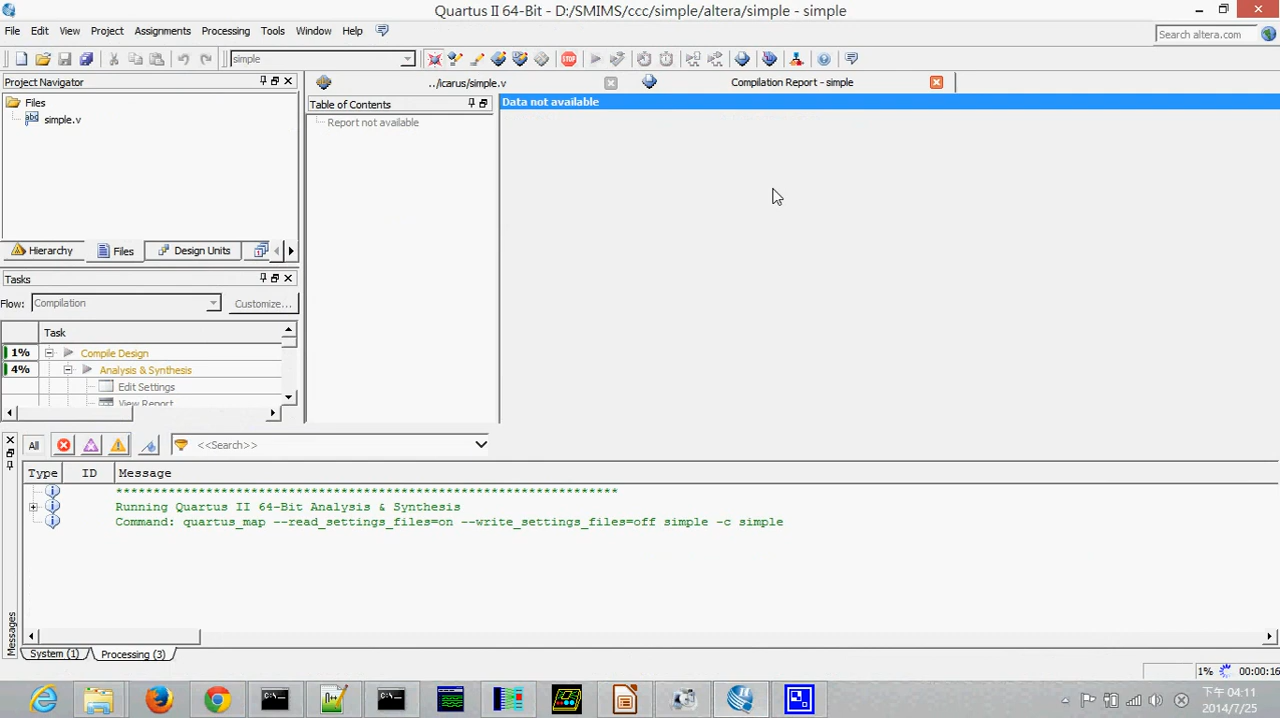 Quartus II 64-Bit - D:/SMIMS/ccc/simple/altera/simple - simple
File Edit View Project Assignments Processing Tools Window Help
Search altera.com
simple
Project Navigator
../icarus/simple.v
Compilation Report - simple
Files
simple.v
Table of Contents
Report not available
Data not available
Hierarchy Files Design Units
Tasks
Flow: Compilation Customize...
Task
1% Compile Design
4% Analysis & Synthesis
Edit Settings
View Report
All
<<Search>>
Type ID Message
*******************************************************************
Running Quartus II 64-Bit Analysis & Synthesis
Command: quartus_map --read_settings_files=on --write_settings_files=off simple -c simple
Messages
System (1) Processing (3)
1% 00:00:16
下午 04:11
2014/7/25